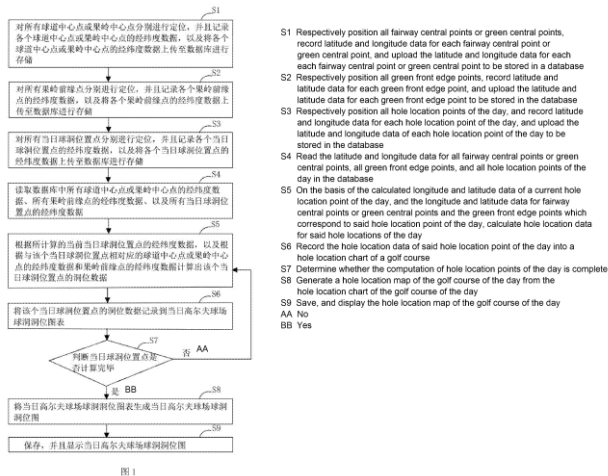 S1
对所有球道中心点或果岭中心点分别进行定位，并且记录
各个球道中心点或果岭中心点的经纬度数据，以及将各个
球道中心点或果岭中心点的经纬度数据上传至数据库进行
存储
S2
对所有果岭前缘点分别进行定位，并且记录各个果岭前缘
点的经纬度数据，以及将各个果岭前缘点的经纬度数据上
传至数据库进行存储
S3
对所有当日球洞位置点分别进行定位，并且记录各个当日
球洞位置点的经纬度数据，以及将各个当日球洞位置点的
经纬度数据上传至数据库进行存储
S4
读取数据库中所有球道中心点或果岭中心点的经纬度数
据、所有果岭前缘点的经纬度数据、以及所有当日球洞位
置点的经纬度数据
S5
根据所计算的当前当日球洞位置点的经纬度数据，以及根
据与该个当日球洞位置点相对应的球道中心点或果岭中心
点的经纬度数据和果岭前缘点的经纬度数据计算出该个当
日球洞位置点的洞位数据
S6
将该个当日球洞位置点的洞位数据记录到当日高尔夫球场
球洞洞位图表
S7
判断当日球洞位置点是
否计算完毕
否 AA
是 BB
S8
将当日高尔夫球场球洞洞位图表生成当日高尔夫球场球洞
洞位图
S9
保存，并且显示当日高尔夫球场球洞洞位图
图1
S1 Respectively position all fairway central points or green central points,
record latitude and longitude data for each fairway central point or
green central point, and upload the latitude and longitude data for each
each fairway central point or green central point to be stored in a database
S2 Respectively position all green front edge points, record latitude and
latitude data for each green front edge point, and upload the latitude and
latitude data for each green front edge point to be stored in the database
S3 Respectively position all hole location points of the day, and record latitude
and longitude data for each hole location point of the day, and upload the
latitude and longitude data of each hole location point of the day to be
stored in the database
S4 Read the latitude and longitude data for all fairway central points or green
central points, all green front edge points, and all hole location points of the
day in the database
S5 On the basis of the calculated longitude and latitude data of a current hole
location point of the day, and the longitude and latitude data for fairway
central points or green central points and the green front edge points which
correspond to said hole location point of the day, calculate hole location data
for said hole locations of the day
S6 Record the hole location data of said hole location point of the day into a
hole location chart of a golf course
S7 Determine whether the computation of hole location points of the day is complete
S8 Generate a hole location map of the golf course of the day from the
hole location chart of the golf course of the day
S9 Save, and display the hole location map of the golf course of the day
AA No
BB Yes